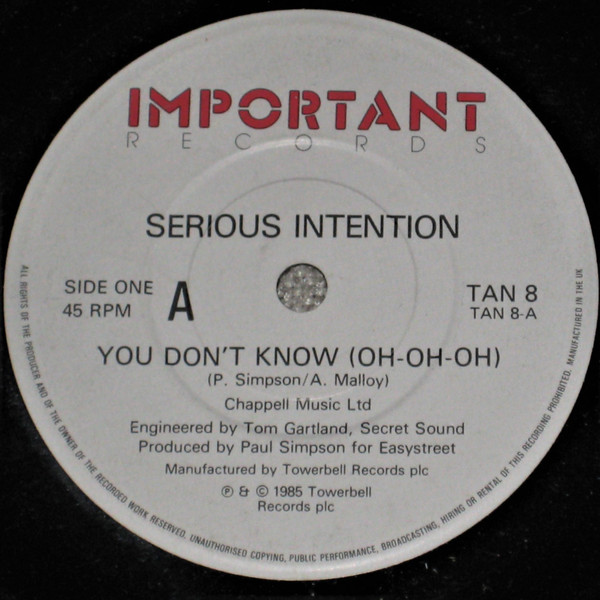 IMPORTANT
RECORDS
SERIOUS INTENTION
SIDE ONE
45 RPM
A
TAN 8
TAN 8-A
YOU DON'T KNOW (OH-OH-OH)
(P. Simpson/A. Malloy)
Chappell Music Ltd
Engineered by Tom Gartland, Secret Sound
Produced by Paul Simpson for Easystreet
Manufactured by Towerbell Records plc
℗ & © 1985 Towerbell
Records plc
ALL RIGHTS OF THE PRODUCER AND OF THE OWNER OF THE RECORDED WORK RESERVED. UNAUTHORISED COPYING, PUBLIC PERFORMANCE, BROADCASTING, HIRING OR RENTAL OF THIS RECORDING PROHIBITED. MANUFACTURED IN THE UK